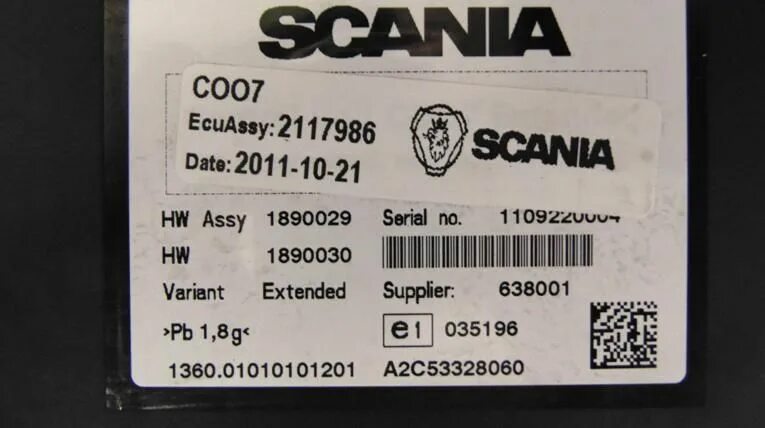 SCANIA
COO7
EcuAssy: 2117986
Date: 2011-10-21
SCANIA
HW Assy 1890029 Serial no. 1109220004
HW 1890030
Variant Extended Supplier: 638001
>Pb 1,8g< e1 035196
1360.01010101201 A2C53328060